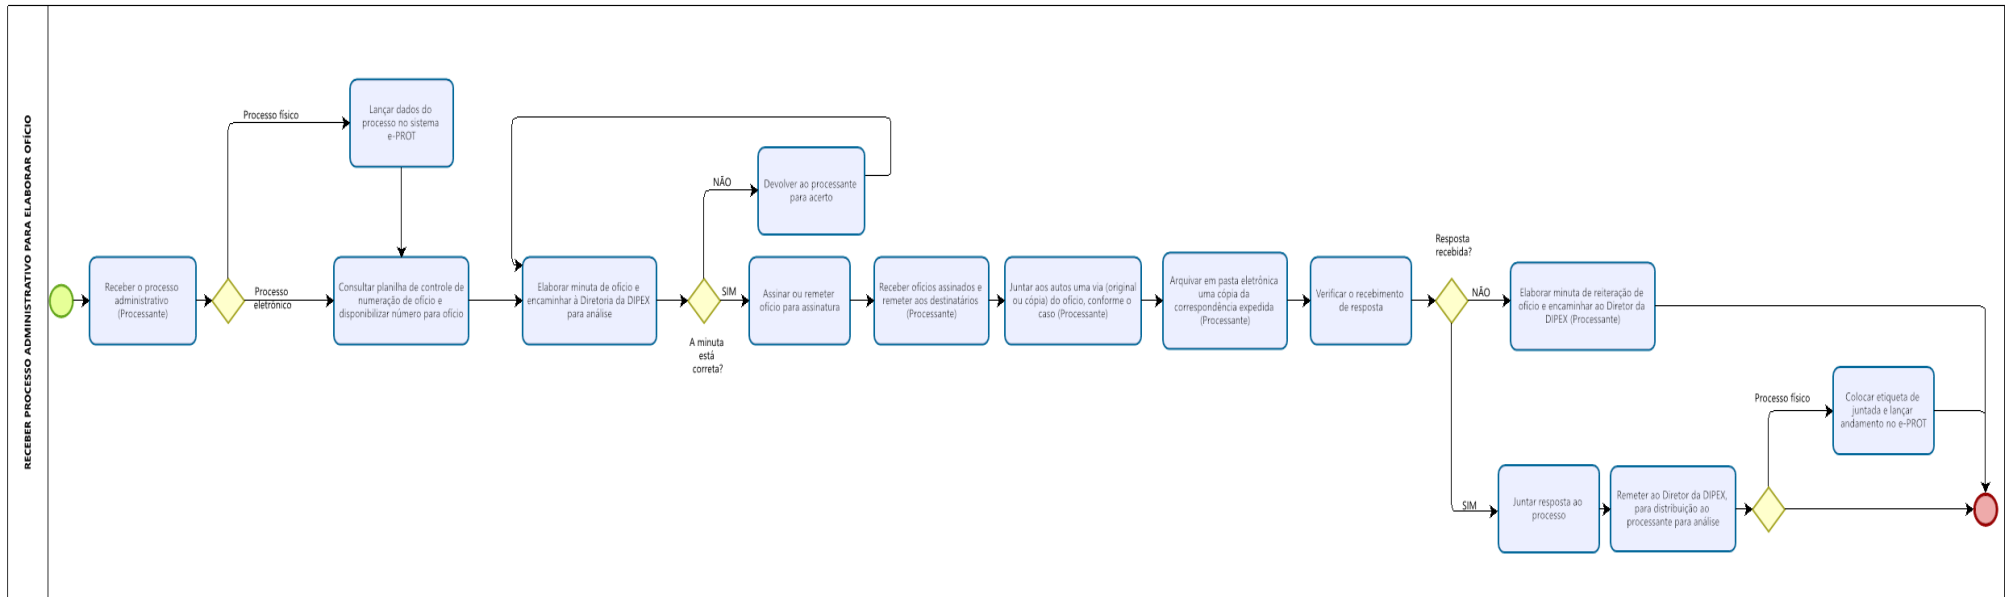 RECEBER PROCESSO ADMINISTRATIVO PARA ELABORAR OFÍCIO
Receber o processo
administrativo
(Processante)
Processo físico
Processo
eletrônico
Lançar dados do
processo no sistema
e-PROT
Consultar planilha de controle de
numeração de ofício e
disponibilizar número para ofício
Elaborar minuta de ofício e
encaminhar à Diretoria da DIPEX
para análise
A minuta
está
correta?
NÃO
Devolver ao processante
para acerto
SIM
Assinar ou remeter
ofício para assinatura
Receber ofícios assinados e
remeter aos destinatários
(Processante)
Juntar aos autos uma via (original
ou cópia) do ofício, conforme o
caso (Processante)
Arquivar em pasta eletrônica
uma cópia da
correspondência expedida
(Processante)
Verificar o recebimento
de resposta
Resposta
recebida?
NÃO
Elaborar minuta de reiteração de
ofício e encaminhar ao Diretor da
DIPEX (Processante)
SIM
Juntar resposta ao
processo
Remeter ao Diretor da DIPEX,
para distribuição ao
processante para análise
Processo físico
Colocar etiqueta de
juntada e lançar
andamento no e-PROT